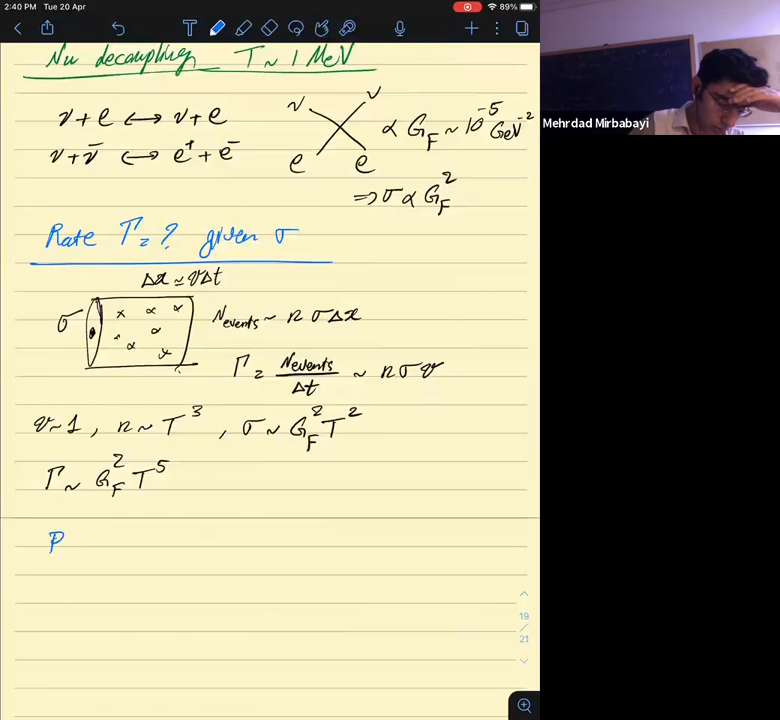 2:40 PM Tue 20 Apr
89%
Nu decoupling T ~ 1 MeV
ν + e ↔ ν + e
ν + ν̄ ↔ e⁺ + e⁻
ν ν
e e
∝ G_F ~ 10⁻⁵ GeV⁻²
⇒ σ ∝ G_F²
Rate Γ = ? given σ
Δx ≃ vΔt
σ
N_events ~ n σ Δx
Γ = N_events / Δt ~ n σ v
v ~ 1, n ~ T³, σ ~ G_F² T²
Γ ~ G_F² T⁵
P
19
/
21
Mehrdad Mirbabayi